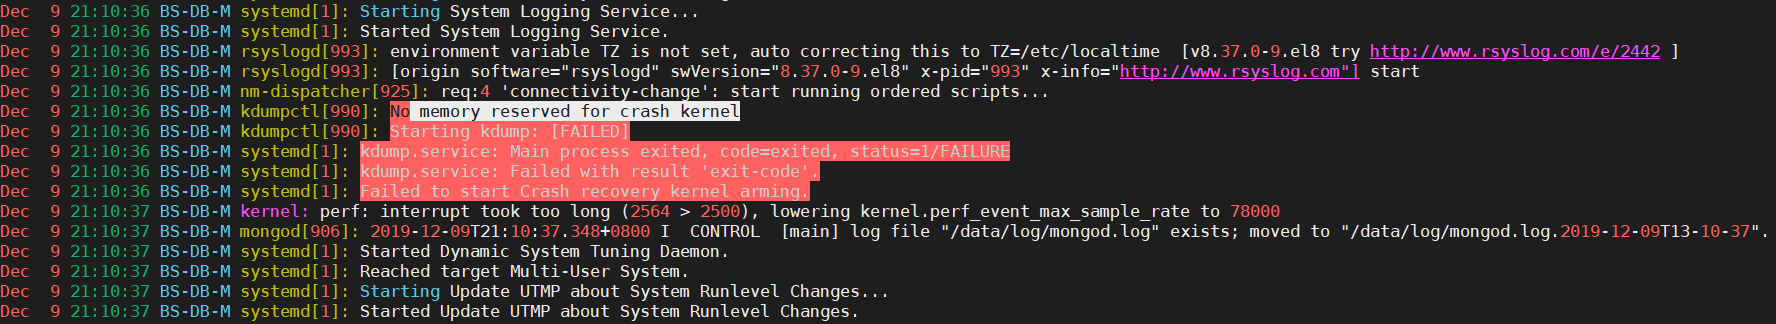 Dec  9 21:10:36 BS-DB-M systemd[1]: Starting System Logging Service...
Dec  9 21:10:36 BS-DB-M systemd[1]: Started System Logging Service.
Dec  9 21:10:36 BS-DB-M rsyslogd[993]: environment variable TZ is not set, auto correcting this to TZ=/etc/localtime  [v8.37.0-9.el8 try http://www.rsyslog.com/e/2442 ]
Dec  9 21:10:36 BS-DB-M rsyslogd[993]: [origin software="rsyslogd" swVersion="8.37.0-9.el8" x-pid="993" x-info="http://www.rsyslog.com"] start
Dec  9 21:10:36 BS-DB-M nm-dispatcher[925]: req:4 'connectivity-change': start running ordered scripts...
Dec  9 21:10:36 BS-DB-M kdumpctl[990]: No memory reserved for crash kernel
Dec  9 21:10:36 BS-DB-M kdumpctl[990]: Starting kdump: [FAILED]
Dec  9 21:10:36 BS-DB-M systemd[1]: kdump.service: Main process exited, code=exited, status=1/FAILURE
Dec  9 21:10:36 BS-DB-M systemd[1]: kdump.service: Failed with result 'exit-code'.
Dec  9 21:10:36 BS-DB-M systemd[1]: Failed to start Crash recovery kernel arming.
Dec  9 21:10:37 BS-DB-M kernel: perf: interrupt took too long (2564 > 2500), lowering kernel.perf_event_max_sample_rate to 78000
Dec  9 21:10:37 BS-DB-M mongod[906]: 2019-12-09T21:10:37.348+0800 I  CONTROL  [main] log file "/data/log/mongod.log" exists; moved to "/data/log/mongod.log.2019-12-09T13-10-37".
Dec  9 21:10:37 BS-DB-M systemd[1]: Started Dynamic System Tuning Daemon.
Dec  9 21:10:37 BS-DB-M systemd[1]: Reached target Multi-User System.
Dec  9 21:10:37 BS-DB-M systemd[1]: Starting Update UTMP about System Runlevel Changes...
Dec  9 21:10:37 BS-DB-M systemd[1]: Started Update UTMP about System Runlevel Changes.